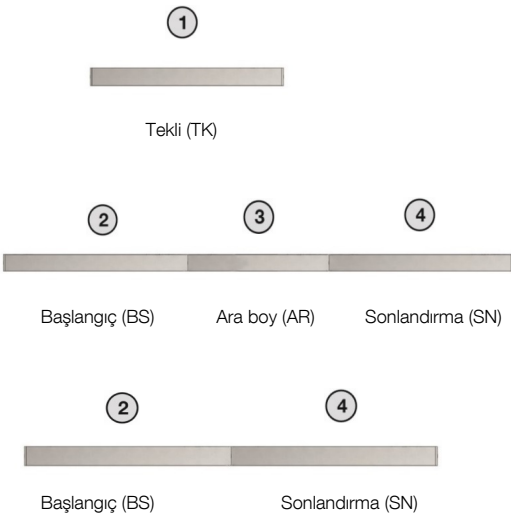 1
Tekli (TK)
2 3 4
Başlangıç (BS) Ara boy (AR) Sonlandırma (SN)
2 4
Başlangıç (BS) Sonlandırma (SN)